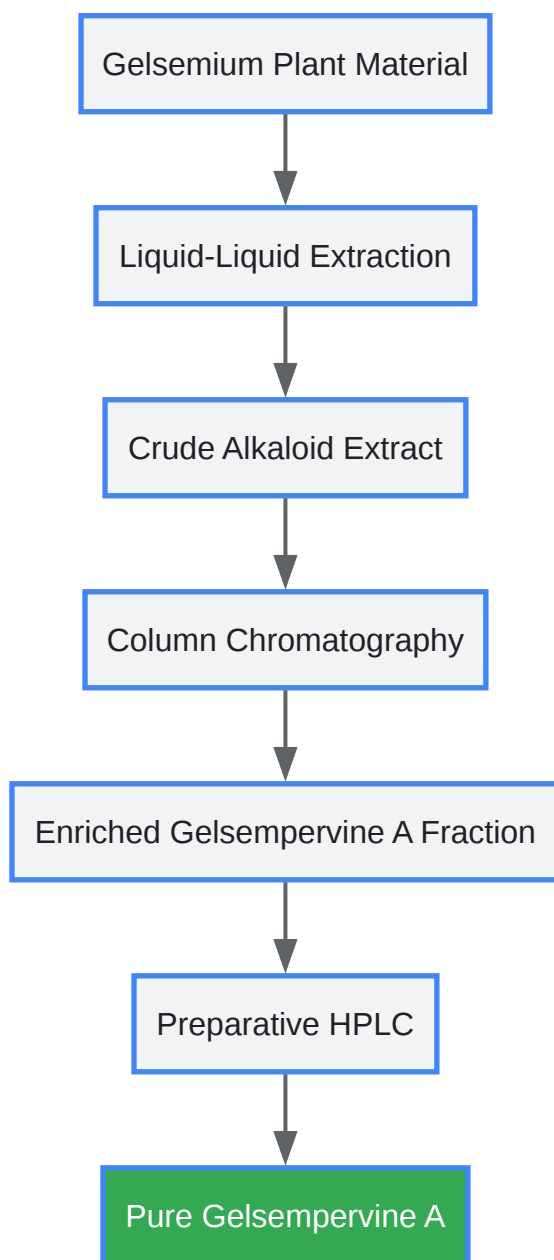 Gelsemium Plant Material
Liquid-Liquid Extraction
Crude Alkaloid Extract
Column Chromatography
Enriched Gelsempervine A Fraction
Preparative HPLC
Pure Gelsempervine A